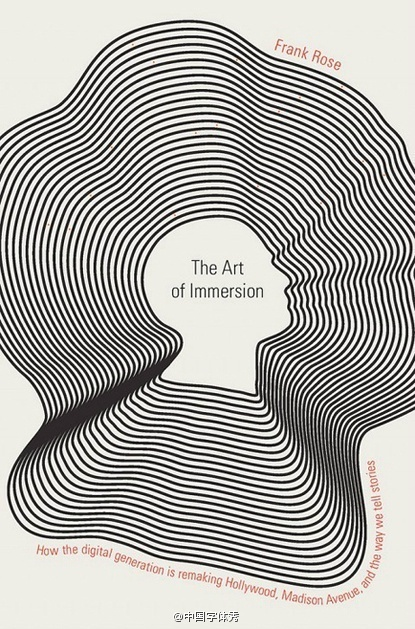 Frank Rose
The Art
of Immersion
How the digital generation is remaking Hollywood, Madison Avenue, and the way we tell stories
@中国字体秀